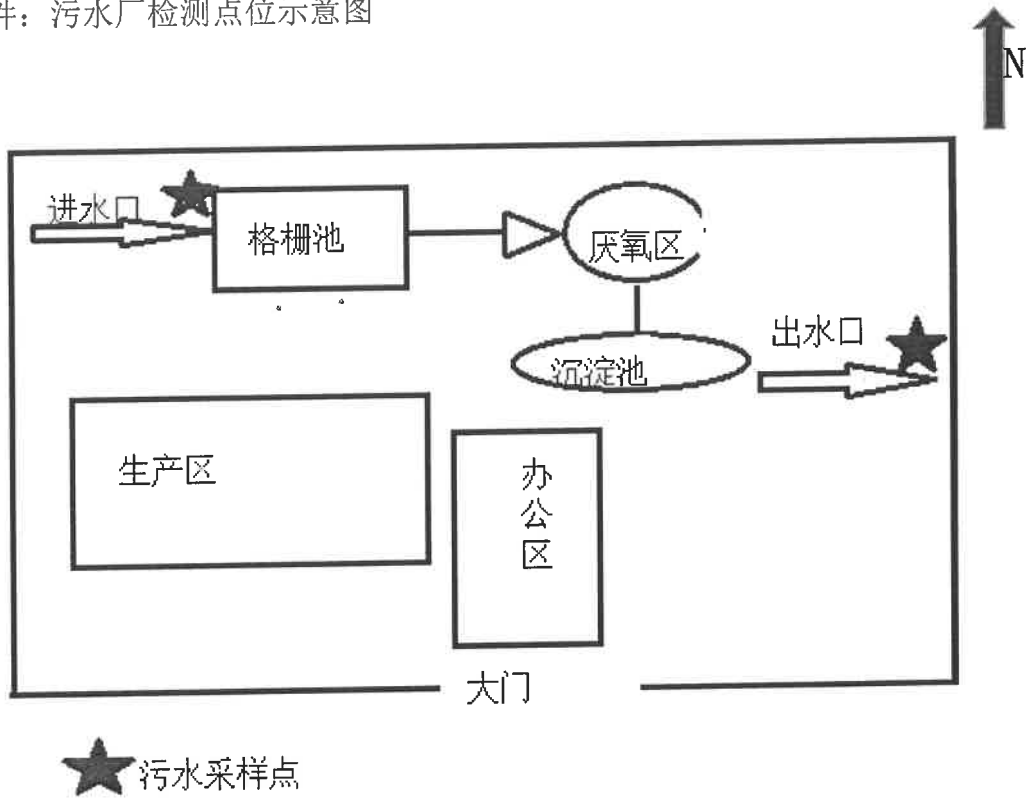 件：污水厂检测点位示意图
N
进水口
格栅池
厌氧区
出水口
沉淀池
生产区
办
公
区
大门
污水采样点